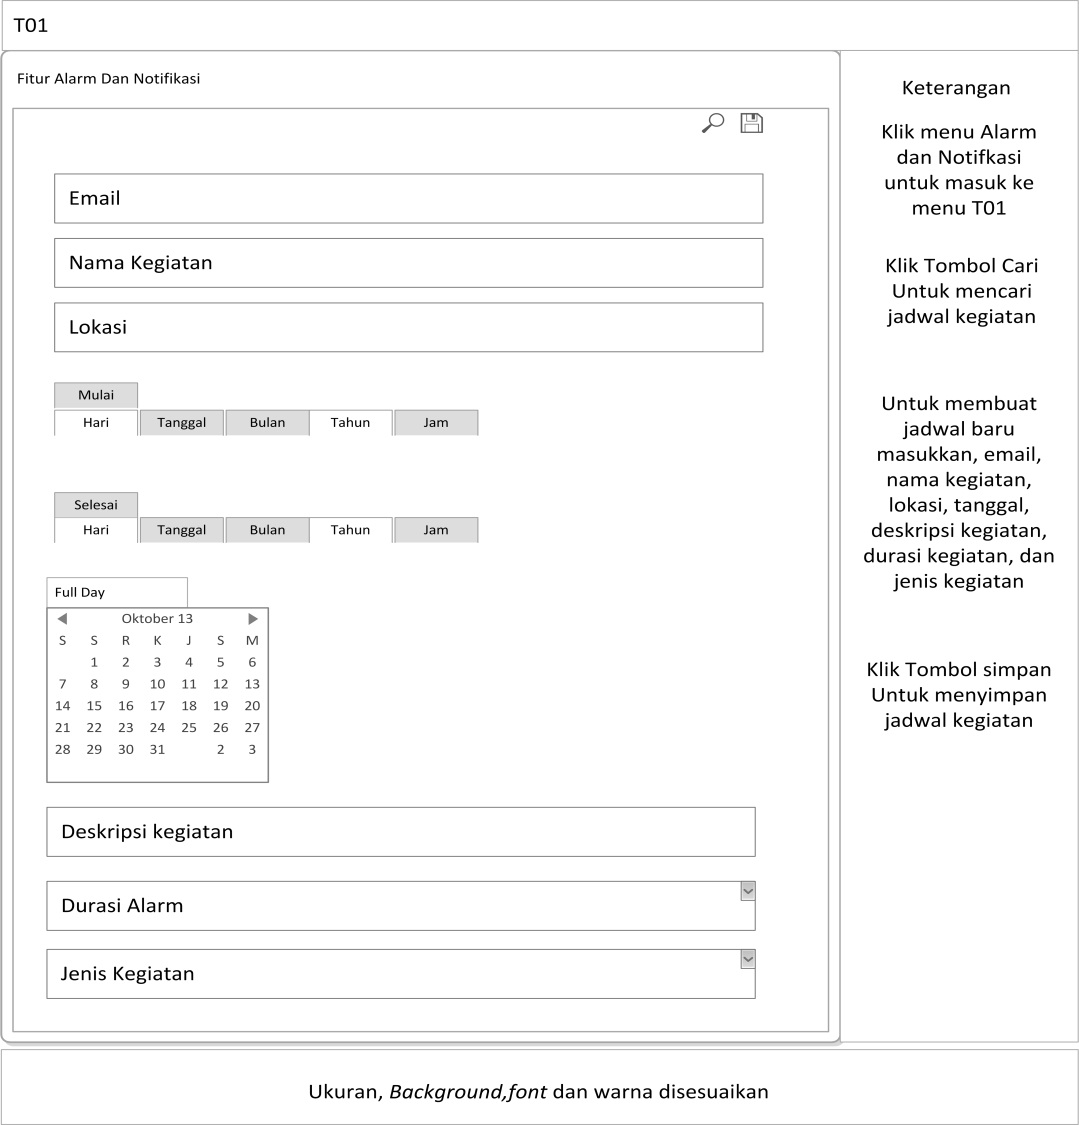 T01
Fitur Alarm Dan Notifikasi
Email
Nama Kegiatan
Lokasi
Mulai
Hari Tanggal Bulan Tahun Jam
Selesai
Hari Tanggal Bulan Tahun Jam
Full Day
Oktober 13
S S R K J S M
1 2 3 4 5 6
7 8 9 10 11 12 13
14 15 16 17 18 19 20
21 22 23 24 25 26 27
28 29 30 31 2 3
Deskripsi kegiatan
Durasi Alarm
Jenis Kegiatan
Keterangan
Klik menu Alarm
dan Notifkasi
untuk masuk ke
menu T01
Klik Tombol Cari
Untuk mencari
jadwal kegiatan
Untuk membuat
jadwal baru
masukkan, email,
nama kegiatan,
lokasi, tanggal,
deskripsi kegiatan,
durasi kegiatan, dan
jenis kegiatan
Klik Tombol simpan
Untuk menyimpan
jadwal kegiatan
Ukuran, Background,font dan warna disesuaikan